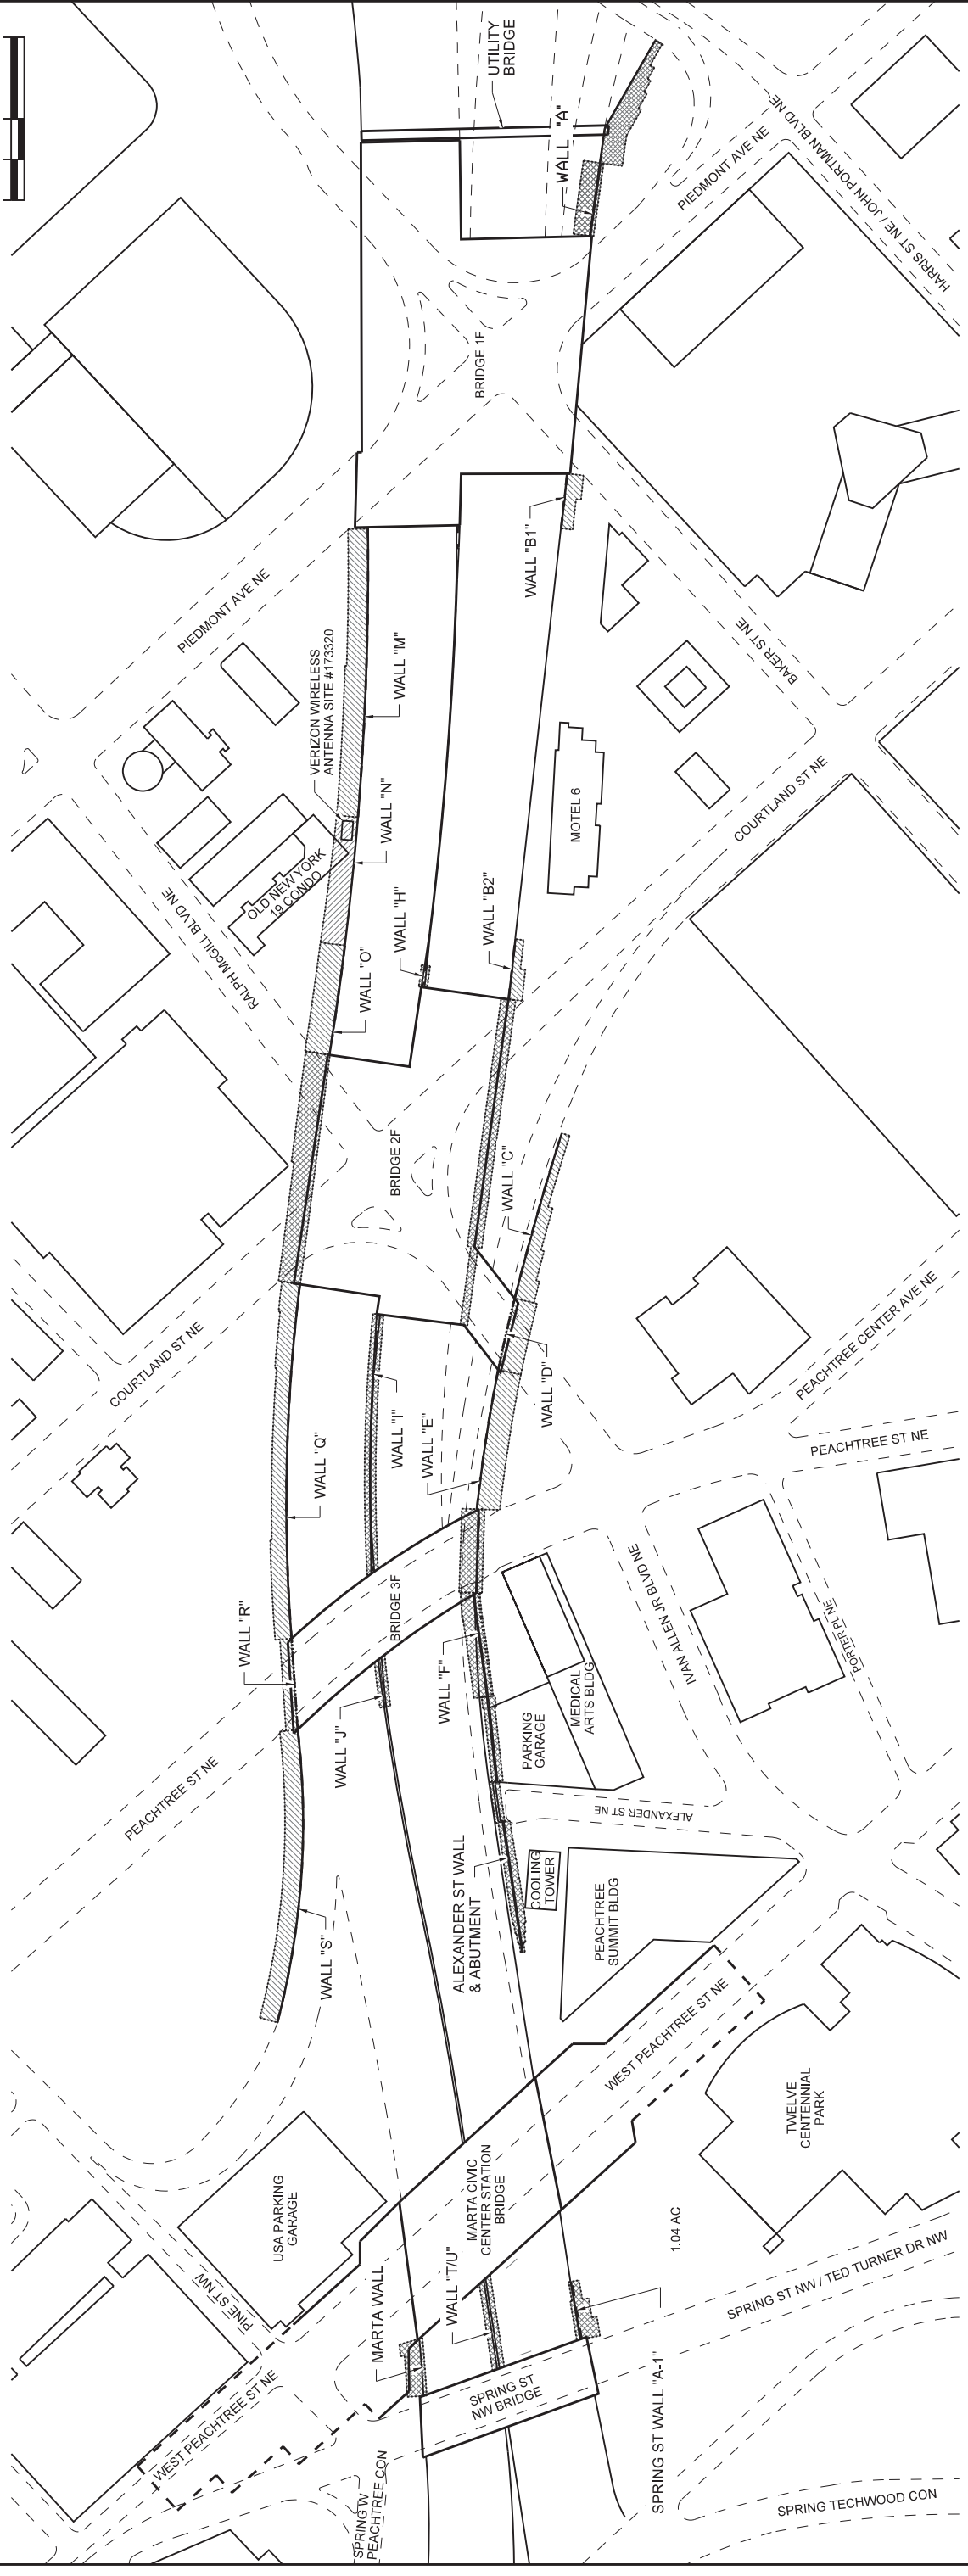 UTILITY
BRIDGE
WALL "A"
PIEDMONT AVE NE
HARRIS ST NE / JOHN PORTMAN BLVD NE
BRIDGE 1F
WALL "B1"
PIEDMONT AVE NE
VERIZON WIRELESS
ANTENNA SITE #173320
WALL "M"
BAKER ST NE
WALL "N"
MOTEL 6
COURTLAND ST NE
OLD NEW YORK
19 CONDO
RALPH McGILL BLVD NE
WALL "H"
WALL "B2"
WALL "O"
BRIDGE 2F
WALL "C"
COURTLAND ST NE
PEACHTREE CENTER AVE NE
WALL "D"
WALL "I"
WALL "E"
WALL "Q"
PEACHTREE ST NE
BRIDGE 3F
WALL "R"
WALL "F"
IVAN ALLEN JR BLVD NE
PORTER PL NE
MEDICAL
ARTS BLDG
PARKING
GARAGE
WALL "J"
PEACHTREE ST NE
ALEXANDER ST NE
ALEXANDER ST WALL
& ABUTMENT
COOLING
TOWER
PEACHTREE
SUMMIT BLDG
WALL "S"
WEST PEACHTREE ST NE
TWELVE
CENTENNIAL
PARK
USA PARKING
GARAGE
MARTA CIVIC
CENTER STATION
BRIDGE
1.04 AC
PINE ST NW
MARTA WALL
WALL "T/U"
SPRING ST NW / TED TURNER DR NW
SPRING ST
NW BRIDGE
WEST PEACHTREE ST NE
SPRING ST WALL "A-1"
SPRING W
PEACHTREE CON
SPRING TECHWOOD CON